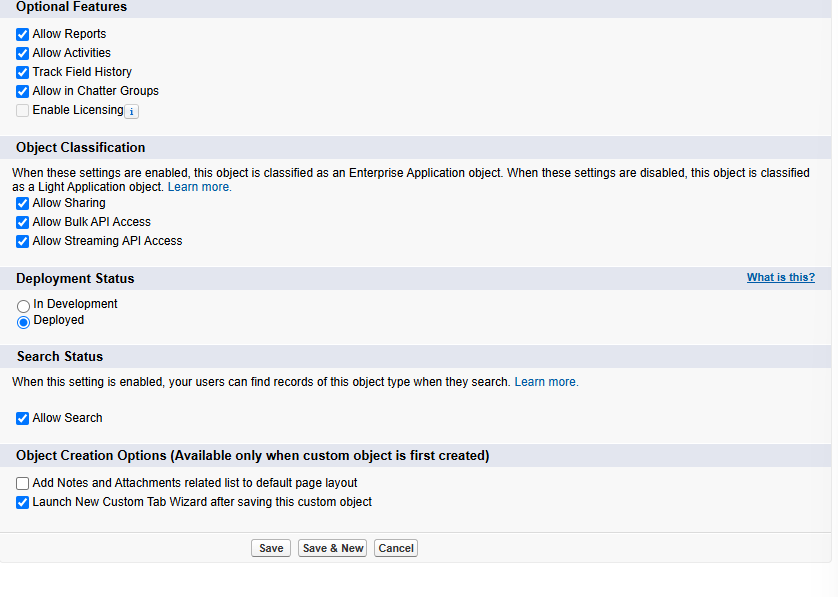 Optional Features
Allow Reports
Allow Activities
Track Field History
Allow in Chatter Groups
Enable Licensing i
Object Classification
When these settings are enabled, this object is classified as an Enterprise Application object. When these settings are disabled, this object is classified
as a Light Application object. Learn more.
Allow Sharing
Allow Bulk API Access
Allow Streaming API Access
Deployment Status What is this?
In Development
Deployed
Search Status
When this setting is enabled, your users can find records of this object type when they search. Learn more.
Allow Search
Object Creation Options (Available only when custom object is first created)
Add Notes and Attachments related list to default page layout
Launch New Custom Tab Wizard after saving this custom object
Save Save & New Cancel